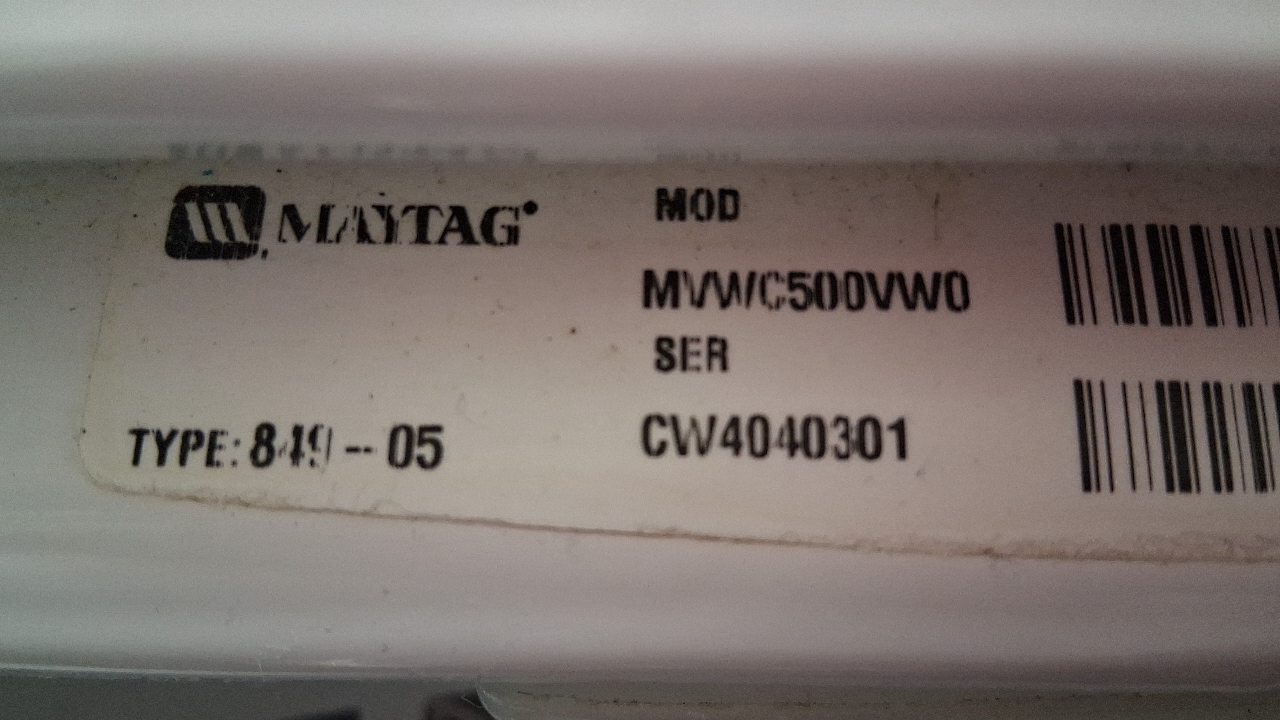 MAYTAG
MOD
MVWC500VW0
SER
CW4040301
TYPE: 849-05